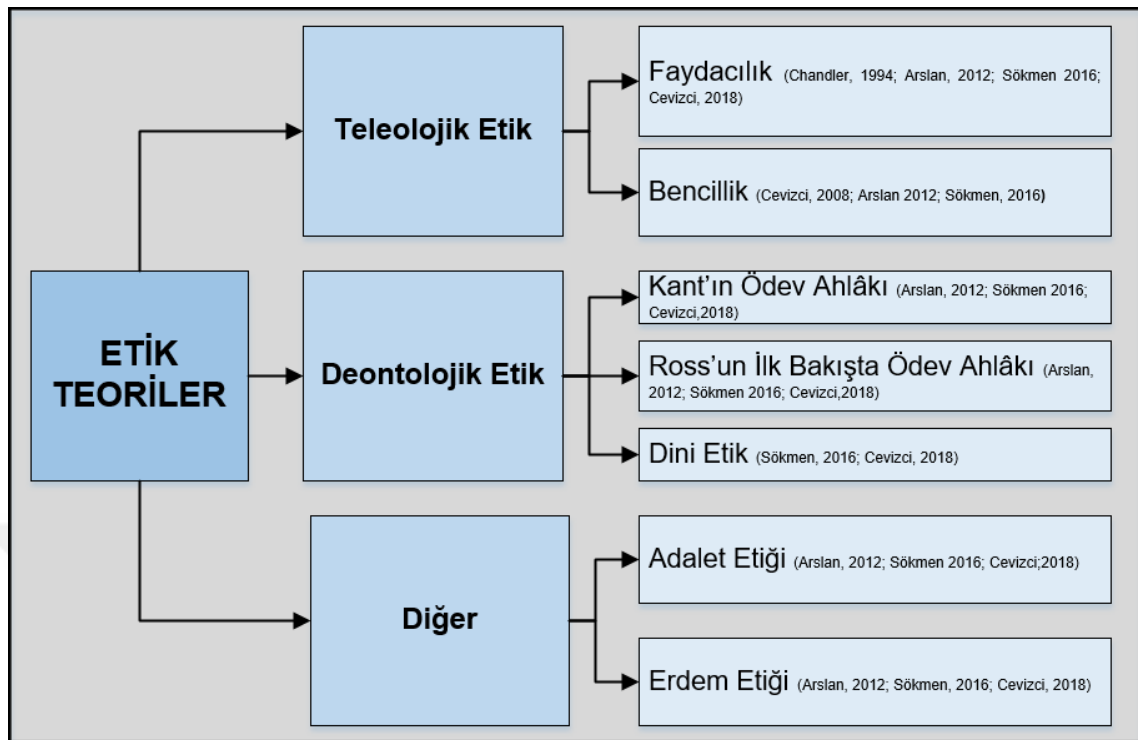 Faydacılık (Chandler, 1994; Arslan, 2012; Sökmen 2016;
Cevizci, 2018)
Teleolojik Etik
Bencillik (Cevizci, 2008; Arslan 2012; Sökmen, 2016)
Kant’ın Ödev Ahlâkı (Arslan, 2012; Sökmen 2016;
Cevizci,2018)
ETİK
TEORİLER
Deontolojik Etik
Ross’un İlk Bakışta Ödev Ahlâkı (Arslan,
2012; Sökmen 2016; Cevizci,2018)
Dini Etik (Sökmen, 2016; Cevizci, 2018)
Adalet Etiği (Arslan, 2012; Sökmen 2016; Cevizci;2018)
Diğer
Erdem Etiği (Arslan, 2012; Sökmen, 2016; Cevizci, 2018)